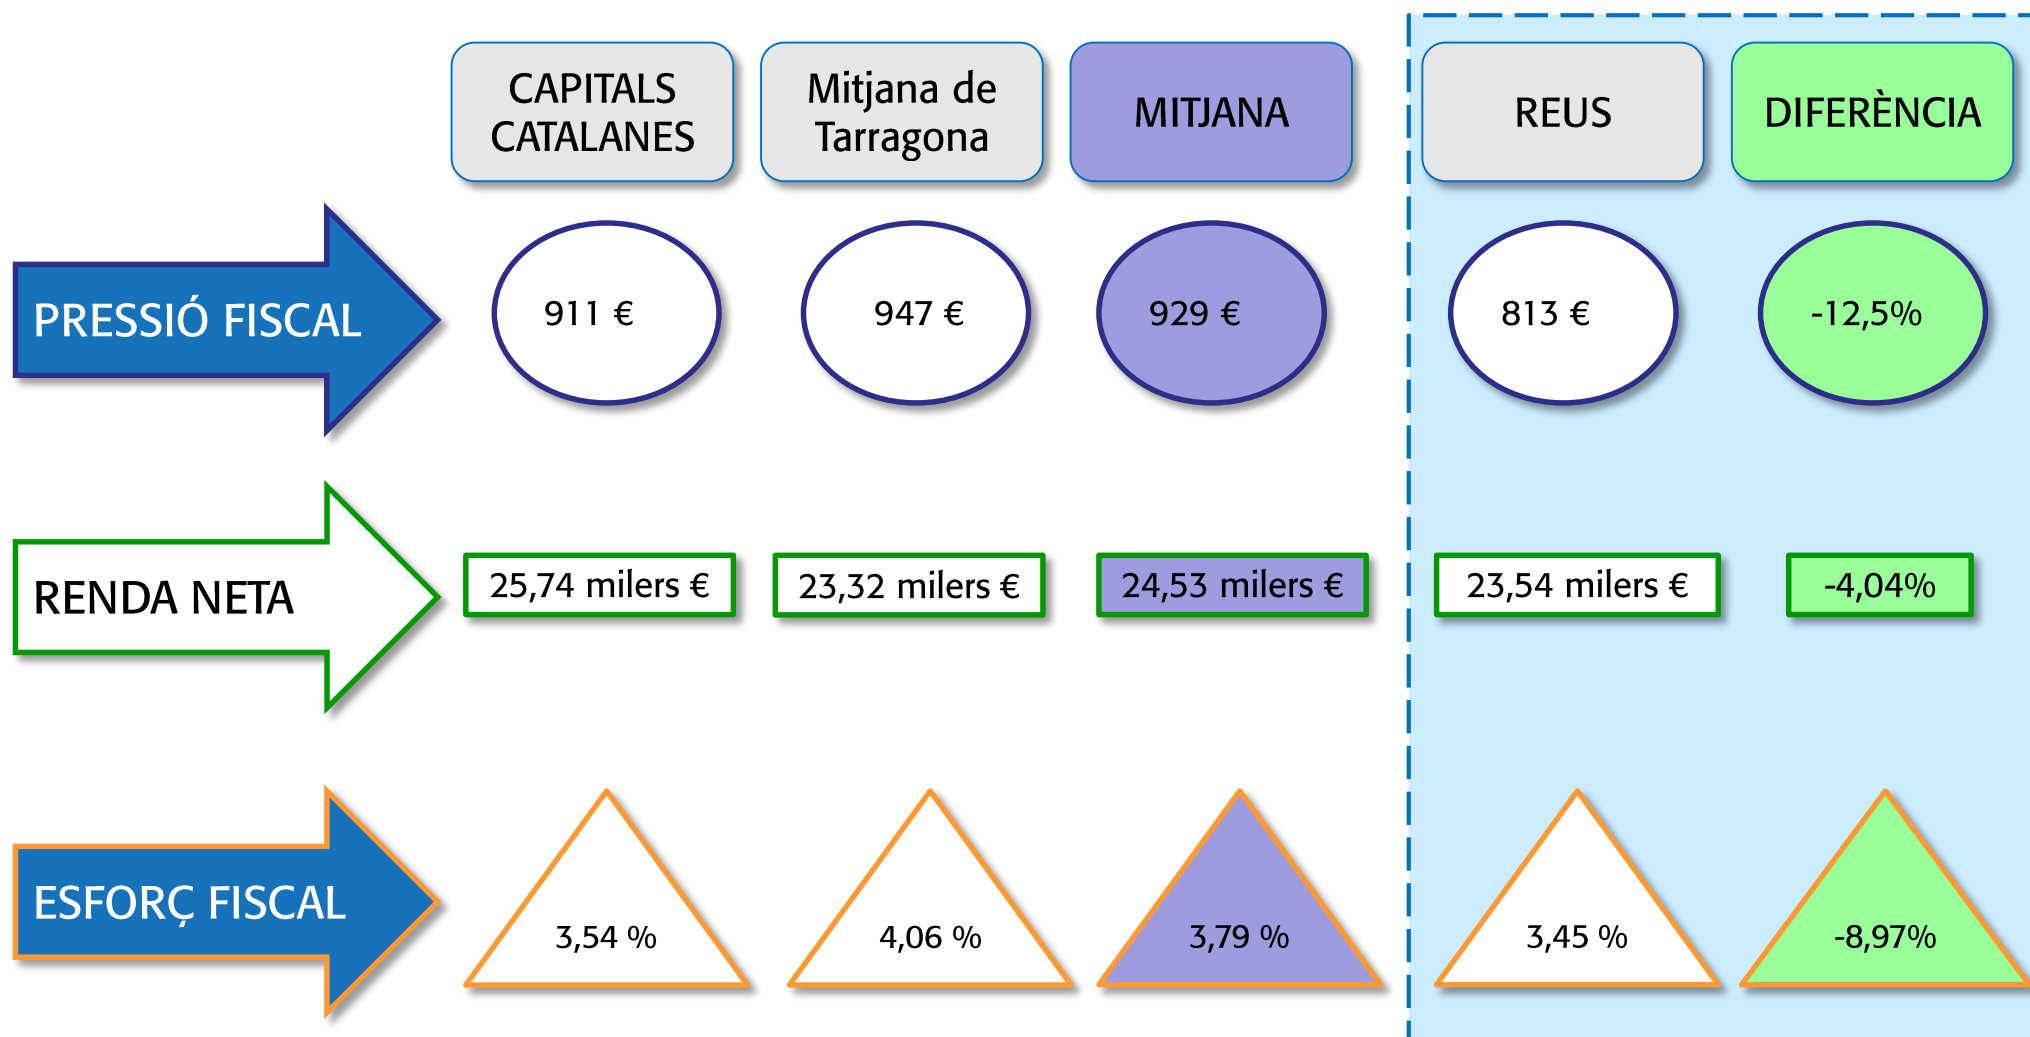 CAPITALS
CATALANES
Mitjana de
Tarragona
MITJANA
REUS
DIFERÈNCIA
PRESSIÓ FISCAL
911 €
947 €
929 €
813 €
-12,5%
RENDA NETA
25,74 milers €
23,32 milers €
24,53 milers €
23,54 milers €
-4,04%
ESFORÇ FISCAL
3,54 %
4,06 %
3,79 %
3,45 %
-8,97%